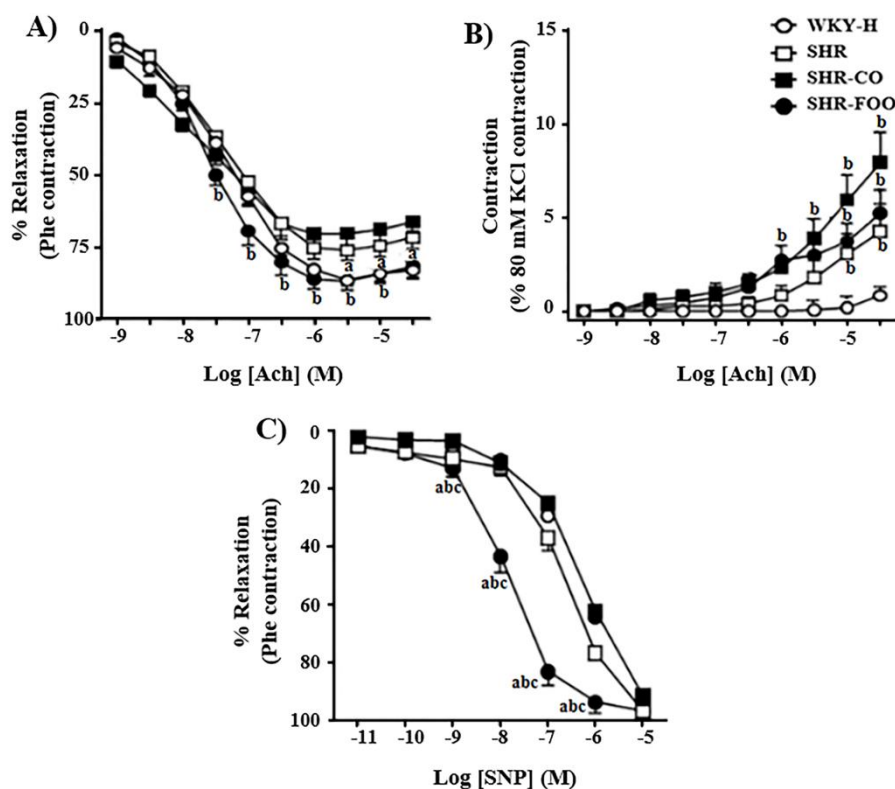 A)
0
25
50
75
100
% Relaxation
(Phe contraction)
b
b
b
b
a
b
a
b
a
b
-9
-8
-7
-6
-5
Log [Ach] (M)
B)
WKY-H
SHR
SHR-CO
SHR-FOO
15
10
5
0
Contraction
(% 80 mM KCl contraction)
b
b
b
b
b
b
b
b
-9
-8
-7
-6
-5
Log [Ach] (M)
C)
0
20
40
60
80
100
% Relaxation
(Phe contraction)
abc
abc
abc
abc
-11
-10
-9
-8
-7
-6
-5
Log [SNP] (M)